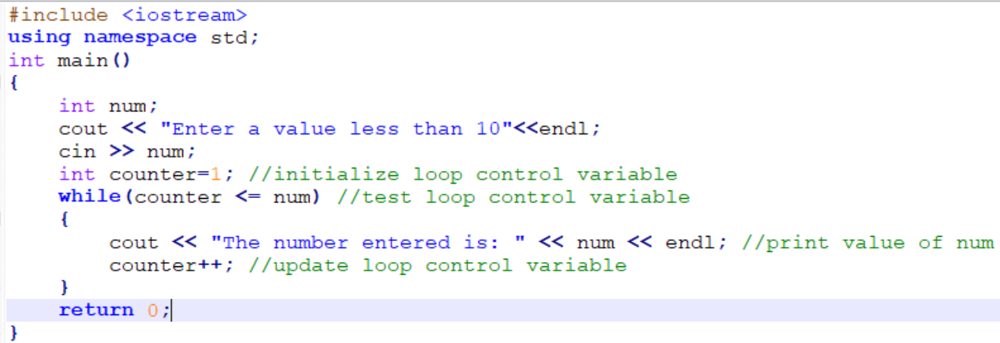 #include <iostream>
using namespace std;
int main()
{
    int num;
    cout << "Enter a value less than 10"<<endl;
    cin >> num;
    int counter=1; //initialize loop control variable
    while(counter <= num) //test loop control variable
    {
        cout << "The number entered is: " << num << endl; //print value of num
        counter++; //update loop control variable
    }
    return 0;
}